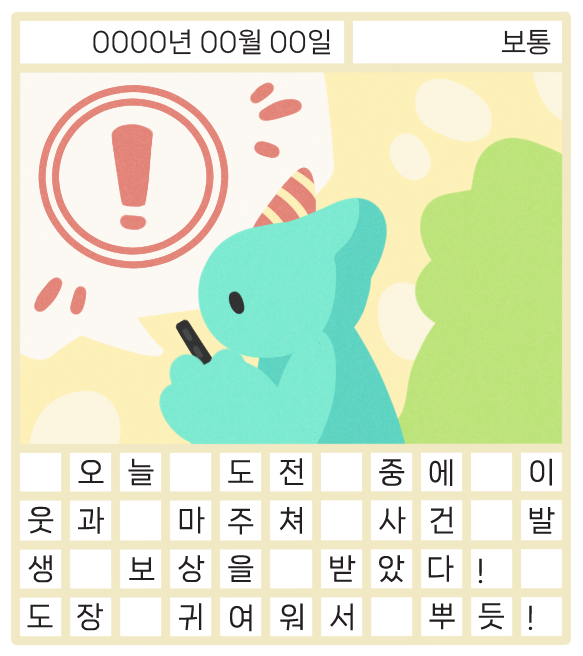 0000년 00월 00일 보통
오늘 도전 중에 이
웃과 마주쳐 사건 발
생 보상을 받았다!
도장 귀여워서 뿌듯!